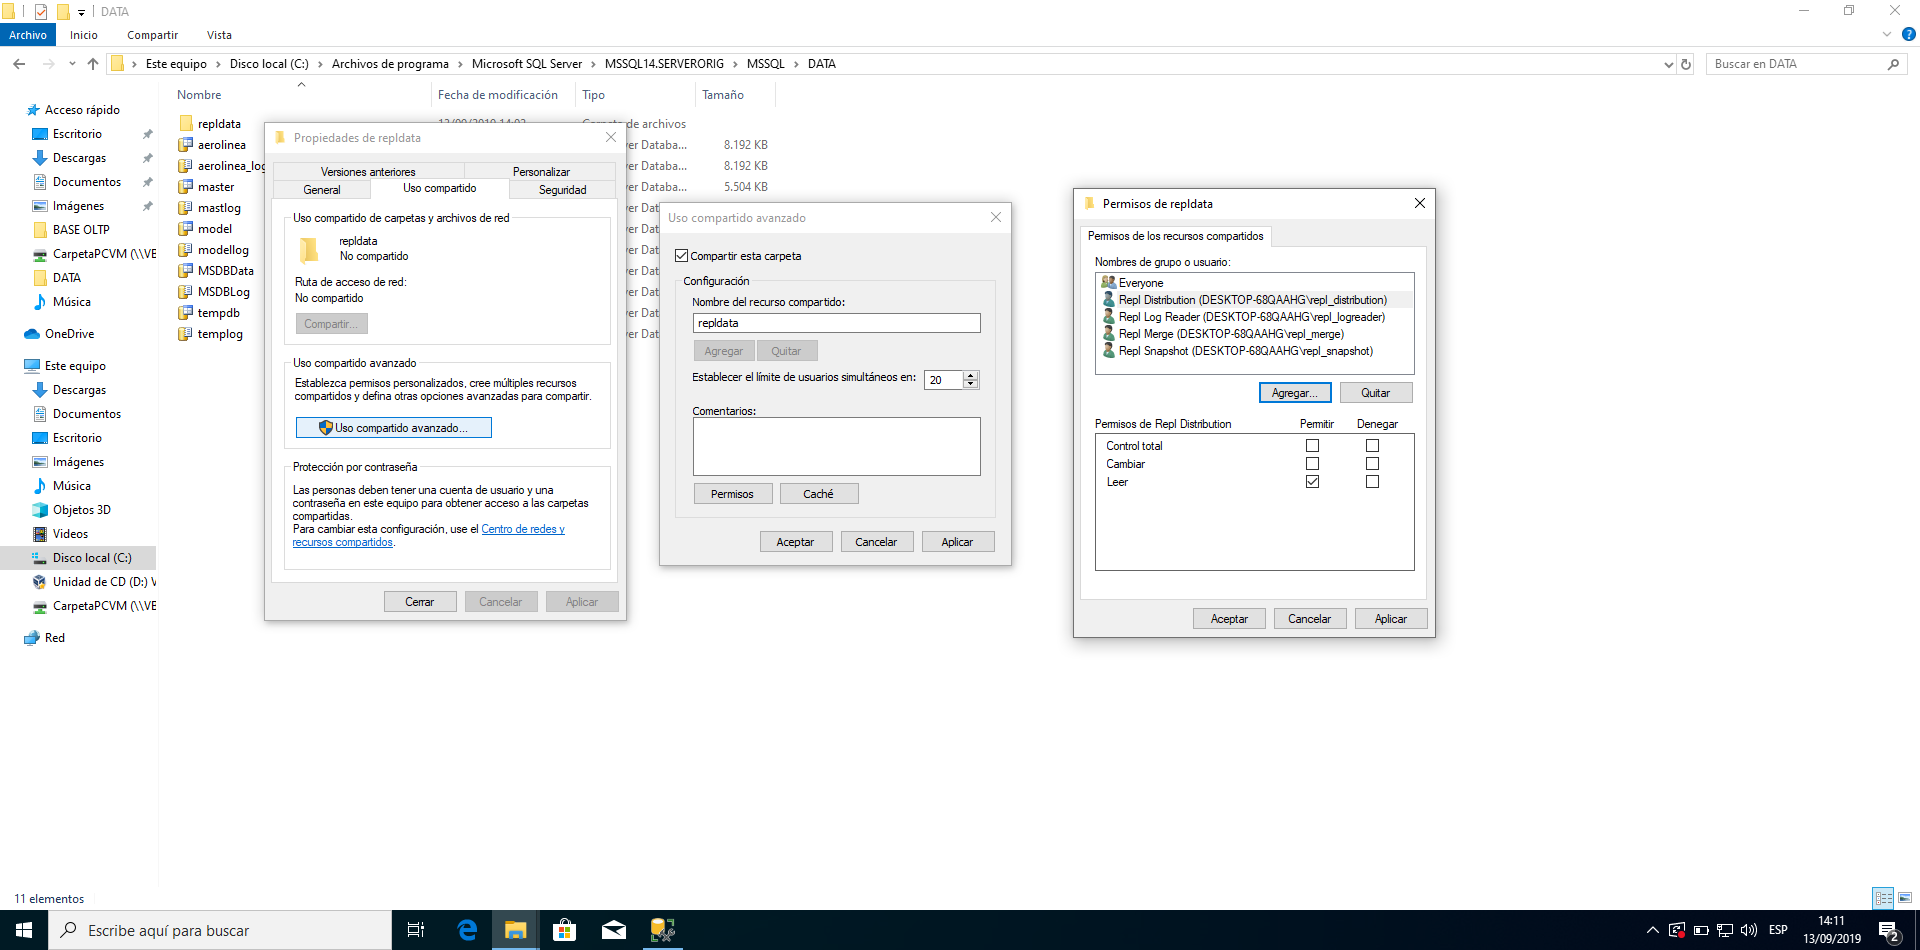 DATA
Archivo Inicio Compartir Vista
Este equipo Disco local (C:) Archivos de programa Microsoft SQL Server MSSQL14.SERVERORIG MSSQL DATA
Buscar en DATA
Acceso rápido
Escritorio
Descargas
Documentos
Imágenes
BASE OLTP
CarpetaPCVM (\\VE
DATA
Música
OneDrive
Este equipo
Descargas
Documentos
Escritorio
Imágenes
Música
Objetos 3D
Videos
Disco local (C:)
Unidad de CD (D:) V
CarpetaPCVM (\\VE
Red
Nombre Fecha de modificación Tipo Tamaño
repldata de archivos
aerolinea ver Databa... 8.192 KB
aerolinea_log ver Databa... 8.192 KB
master ver Databa... 5.504 KB
mastlog ver Dat
model ver Dat
modellog ver Dat
MSDBData ver Dat
MSDBLog ver Dat
tempdb ver Dat
templog ver Dat
Propiedades de repldata
Versiones anteriores Personalizar
General Uso compartido Seguridad
Uso compartido de carpetas y archivos de red
repldata
No compartido
Ruta de acceso de red:
No compartido
Compartir...
Uso compartido avanzado
Establezca permisos personalizados, cree múltiples recursos
compartidos y defina otras opciones avanzadas para compartir.
Uso compartido avanzado...
Protección por contraseña
Las personas deben tener una cuenta de usuario y una
contraseña en este equipo para obtener acceso a las carpetas
compartidas.
Para cambiar esta configuración, use el Centro de redes y
recursos compartidos.
Cerrar Cancelar Aplicar
Uso compartido avanzado
Compartir esta carpeta
Configuración
Nombre del recurso compartido:
repldata
Agregar Quitar
Establecer el límite de usuarios simultáneos en: 20
Comentarios:
Permisos Caché
Aceptar Cancelar Aplicar
Permisos de repldata
Permisos de los recursos compartidos
Nombres de grupo o usuario:
Everyone
Repl Distribution (DESKTOP-68QAAHG\repl_distribution)
Repl Log Reader (DESKTOP-68QAAHG\repl_logreader)
Repl Merge (DESKTOP-68QAAHG\repl_merge)
Repl Snapshot (DESKTOP-68QAAHG\repl_snapshot)
Agregar... Quitar
Permisos de Repl Distribution Permitir Denegar
Control total
Cambiar
Leer
Aceptar Cancelar Aplicar
11 elementos
Escribe aquí para buscar
ESP
14:11
13/09/2019
2